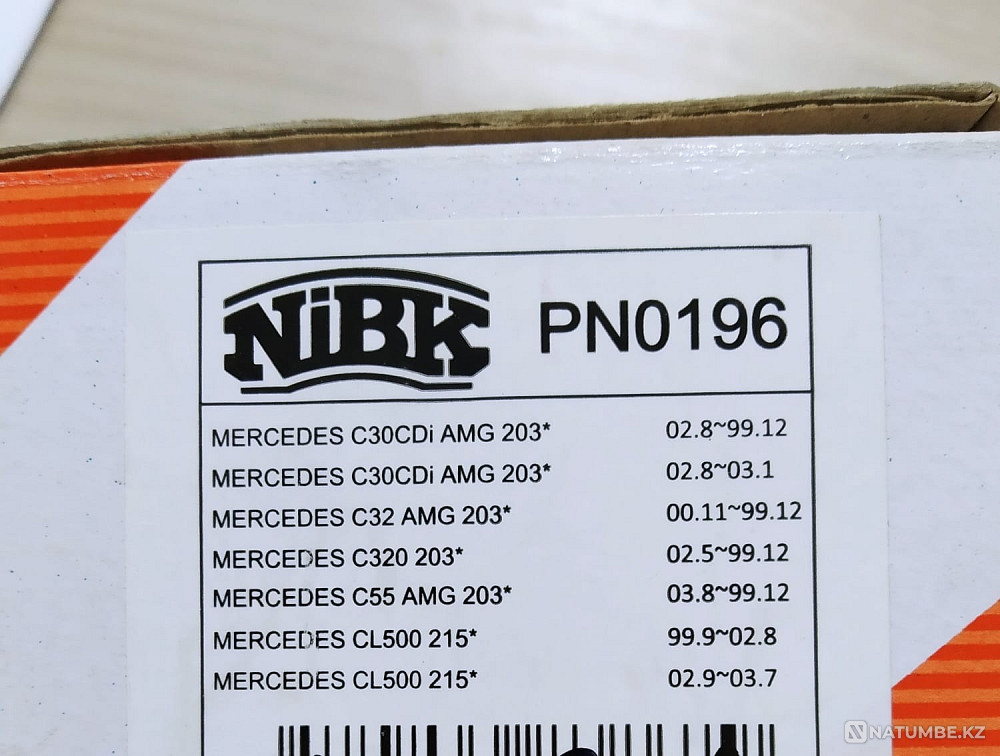 NiBK PN0196
MERCEDES C30CDi AMG 203* 02.8~99.12
MERCEDES C30CDi AMG 203* 02.8~03.1
MERCEDES C32 AMG 203* 00.11~99.12
MERCEDES C320 203* 02.5~99.12
MERCEDES C55 AMG 203* 03.8~99.12
MERCEDES CL500 215* 99.9~02.8
MERCEDES CL500 215* 02.9~03.7
NATUMBE.KZ